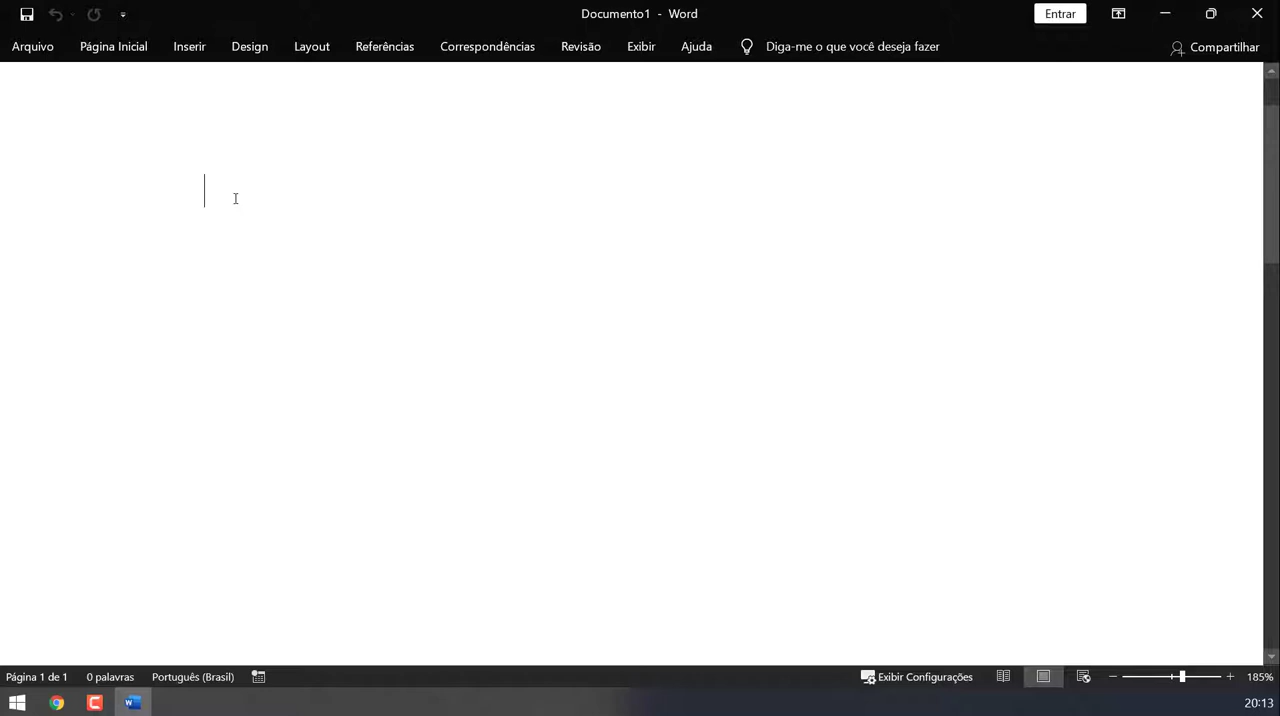 Documento1 - Word
Entrar
Arquivo Página Inicial Inserir Design Layout Referências Correspondências Revisão Exibir Ajuda Diga-me o que você deseja fazer Compartilhar
Página 1 de 1 0 palavras Português (Brasil) Exibir Configurações 185%
20:13